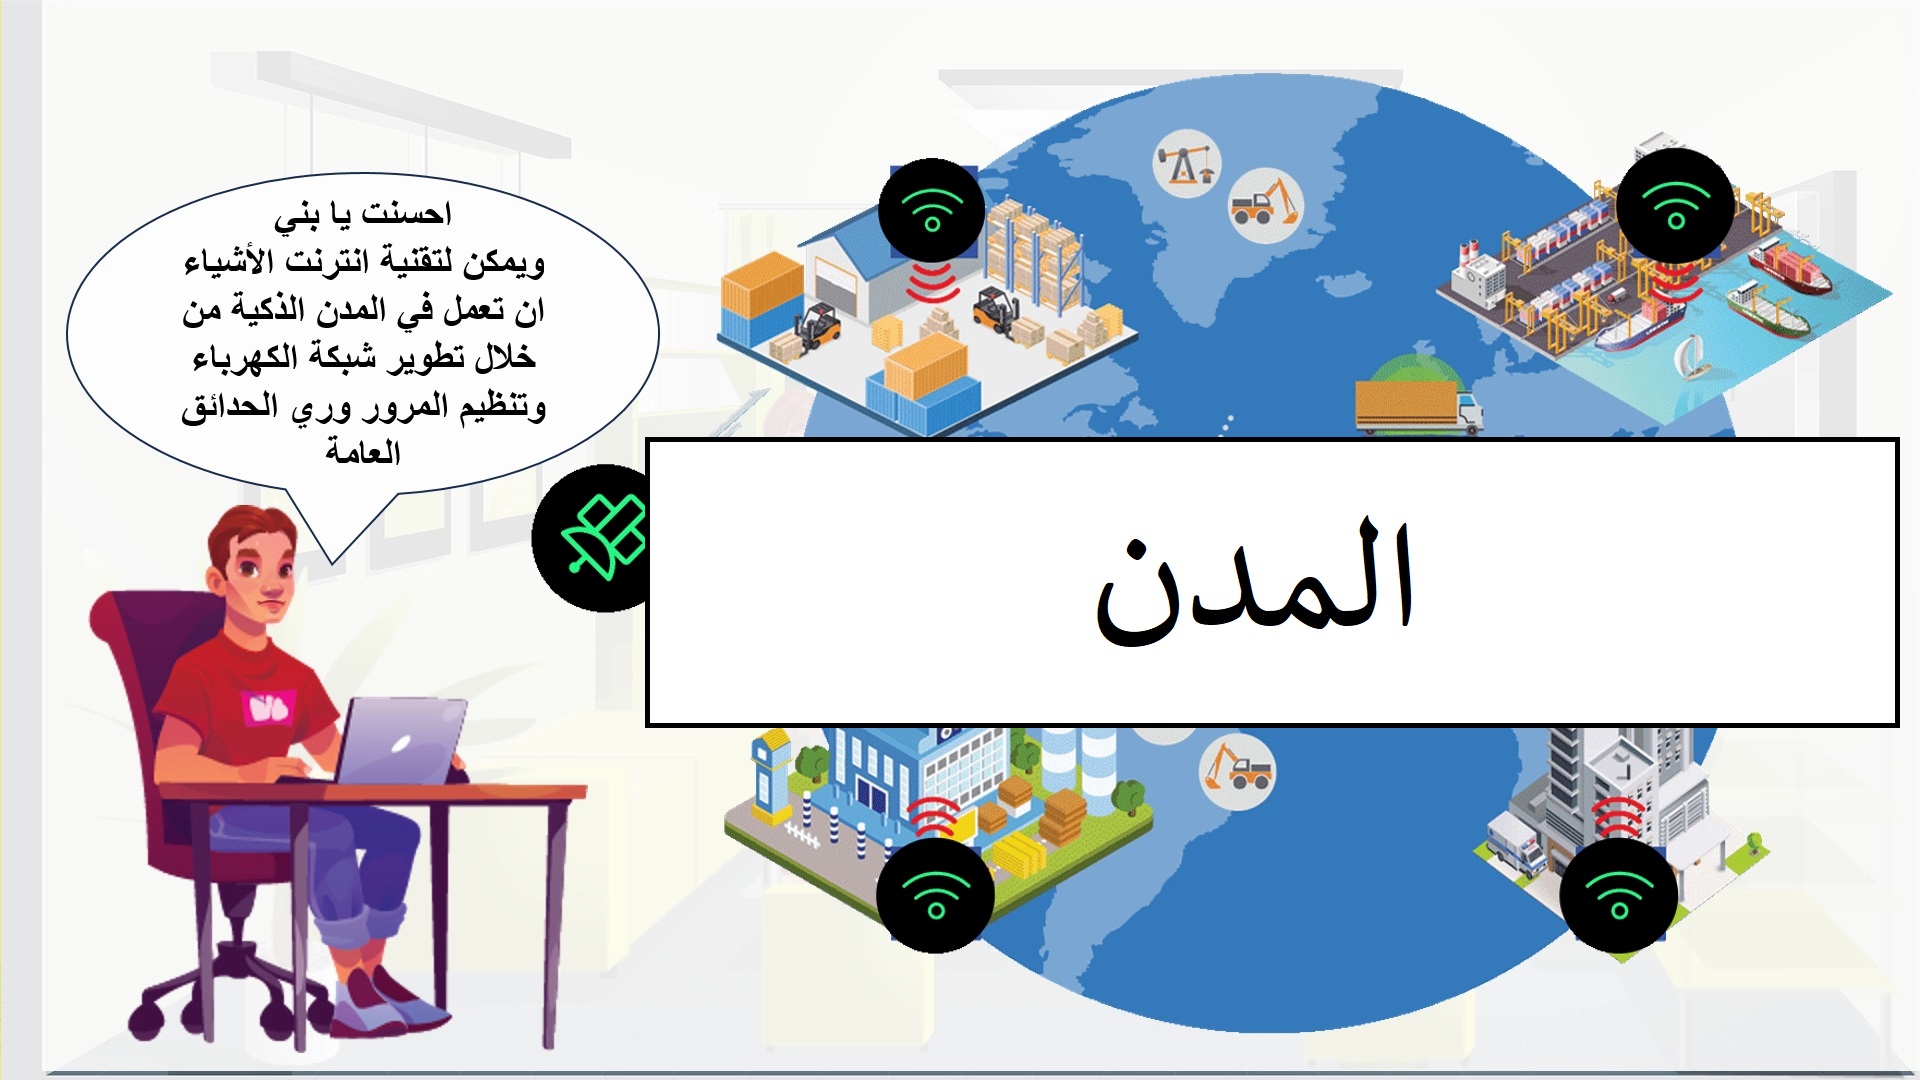 احسنت يا بني
ويمكن لتقنية انترنت الأشياء
ان تعمل في المدن الذكية من
خلال تطوير شبكة الكهرباء
وتنظيم المرور وري الحدائق
العامة
المدن